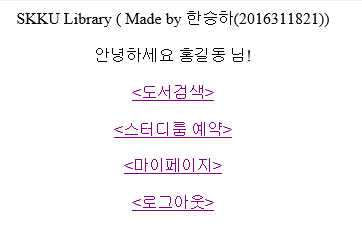 SKKU Library ( Made by 한승하(2016311821))
안녕하세요 홍길동 님!
<도서검색>
<스터디룸 예약>
<마이페이지>
<로그아웃>